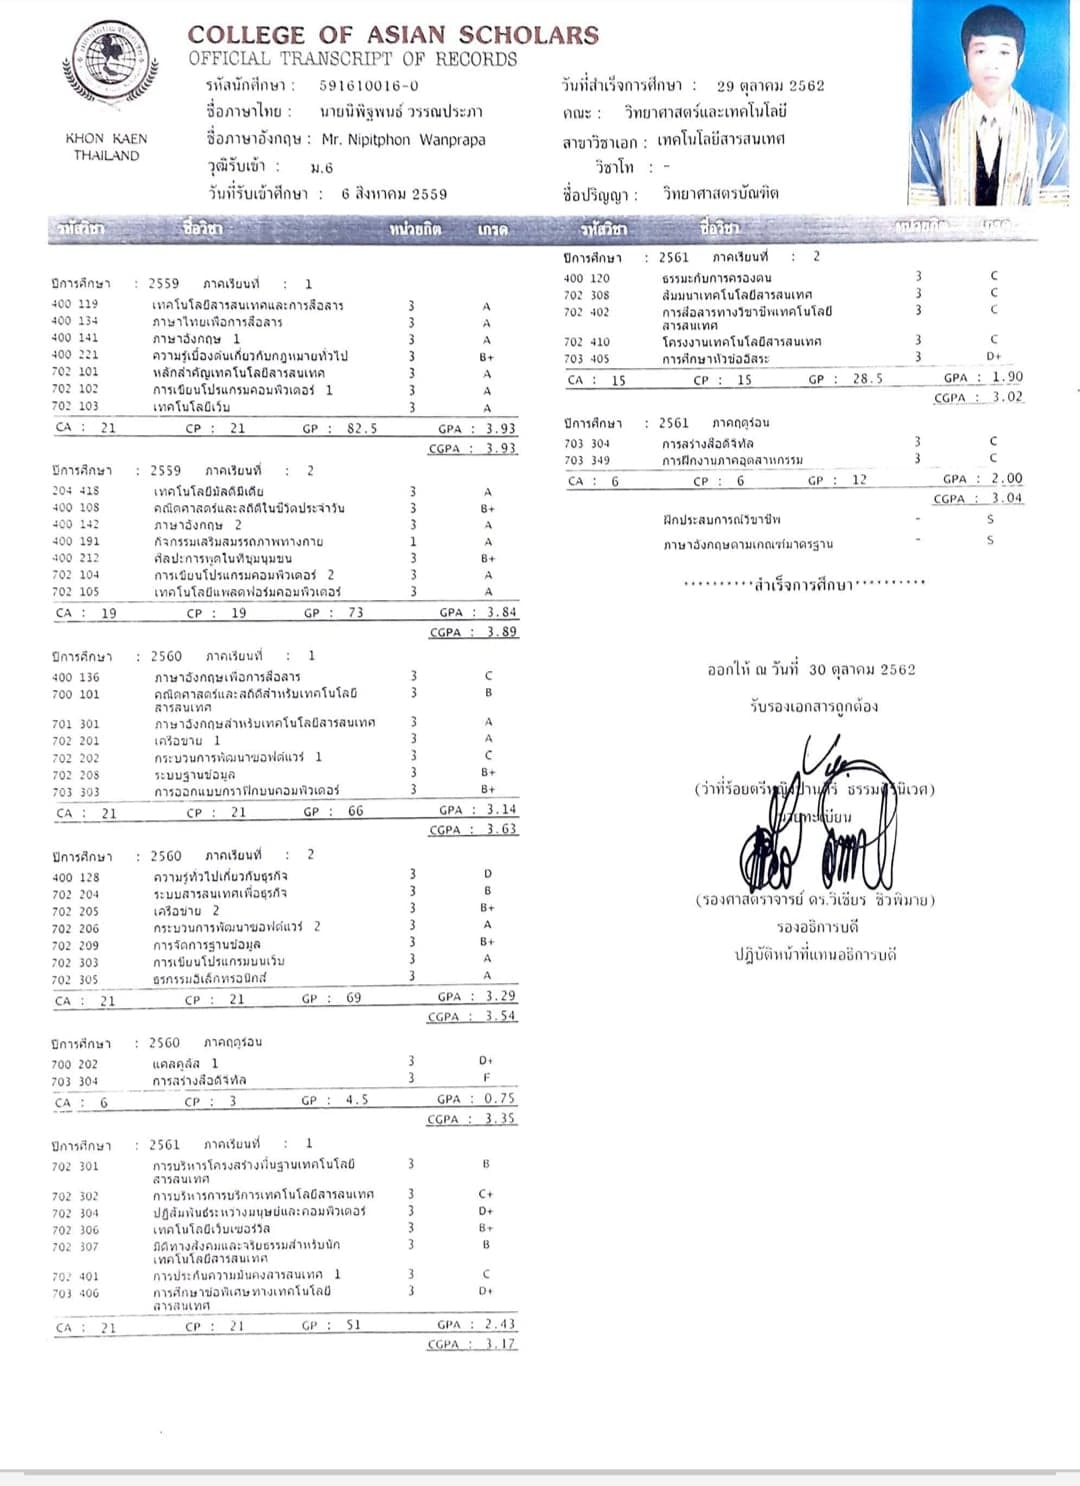 COLLEGE OF ASIAN SCHOLARS
OFFICIAL TRANSCRIPT OF RECORDS
KHON KAEN
THAILAND
รหัสนักศึกษา : 591610016-0
ชื่อภาษาไทย : นายนิพิฐพนธ์ วรรณประภา
ชื่อภาษาอังกฤษ : Mr. Nipitphon Wanprapa
วุฒิรับเข้า : ม.6
วันที่รับเข้าศึกษา : 6 สิงหาคม 2559
วันที่สำเร็จการศึกษา : 29 ตุลาคม 2562
คณะ : วิทยาศาสตร์และเทคโนโลยี
สาขาวิชาเอก : เทคโนโลยีสารสนเทศ
วิชาโท : -
ชื่อปริญญา : วิทยาศาสตรบัณฑิต
รหัสวิชา ชื่อวิชา หน่วยกิต เกรด
ปีการศึกษา : 2559 ภาคเรียนที่ : 1
400 119 เทคโนโลยีสารสนเทศและการสื่อสาร 3 A
400 134 ภาษาไทยเพื่อการสื่อสาร 3 A
400 141 ภาษาอังกฤษ 1 3 A
400 221 ความรู้เบื้องต้นเกี่ยวกับกฎหมายทั่วไป 3 B+
702 101 หลักสำคัญเทคโนโลยีสารสนเทศ 3 A
702 102 การเขียนโปรแกรมคอมพิวเตอร์ 1 3 A
702 103 เทคโนโลยีเว็บ 3 A
CA : 21 CP : 21 GP : 82.5 GPA : 3.93
CGPA : 3.93
ปีการศึกษา : 2559 ภาคเรียนที่ : 2
204 418 เทคโนโลยีมัลติมีเดีย 3 A
400 108 คณิตศาสตร์และสถิติในชีวิตประจำวัน 3 B+
400 142 ภาษาอังกฤษ 2 3 A
400 191 กิจกรรมเสริมสมรรถภาพทางกาย 1 A
400 212 ศิลปะการพูดในที่ชุมนุมชน 3 B+
702 104 การเขียนโปรแกรมคอมพิวเตอร์ 2 3 A
702 105 เทคโนโลยีแพลตฟอร์มคอมพิวเตอร์ 3 A
CA : 19 CP : 19 GP : 73 GPA : 3.84
CGPA : 3.89
ปีการศึกษา : 2560 ภาคเรียนที่ : 1
400 136 ภาษาอังกฤษเพื่อการสื่อสาร 3 C
700 101 คณิตศาสตร์และสถิติสำหรับเทคโนโลยี 3 B
สารสนเทศ
701 301 ภาษาอังกฤษสำหรับเทคโนโลยีสารสนเทศ 3 A
702 201 เครือข่าย 1 3 A
702 202 กระบวนการพัฒนาซอฟต์แวร์ 1 3 C
702 208 ระบบฐานข้อมูล 3 B+
703 303 การออกแบบกราฟิกบนคอมพิวเตอร์ 3 B+
CA : 21 CP : 21 GP : 66 GPA : 3.14
CGPA : 3.63
ปีการศึกษา : 2560 ภาคเรียนที่ : 2
400 128 ความรู้ทั่วไปเกี่ยวกับธุรกิจ 3 D
702 204 ระบบสารสนเทศเพื่อธุรกิจ 3 B
702 205 เครือข่าย 2 3 B+
702 206 กระบวนการพัฒนาซอฟต์แวร์ 2 3 A
702 209 การจัดการฐานข้อมูล 3 B+
702 303 การเขียนโปรแกรมบนเว็บ 3 A
702 305 ธุรกรรมอิเล็กทรอนิกส์ 3 A
CA : 21 CP : 21 GP : 69 GPA : 3.29
CGPA : 3.54
ปีการศึกษา : 2560 ภาคฤดูร้อน
700 202 แคลคูลัส 1 3 D+
703 304 การสร้างสื่อดิจิทัล 3 F
CA : 6 CP : 3 GP : 4.5 GPA : 0.75
CGPA : 3.35
ปีการศึกษา : 2561 ภาคเรียนที่ : 1
702 301 การบริหารโครงสร้างพื้นฐานเทคโนโลยี 3 B
สารสนเทศ
702 302 การบริหารการบริการเทคโนโลยีสารสนเทศ 3 C+
702 304 ปฏิสัมพันธ์ระหว่างมนุษย์และคอมพิวเตอร์ 3 D+
702 306 เทคโนโลยีเว็บเซอร์วิส 3 B+
702 307 มิติทางสังคมและจริยธรรมสำหรับนัก 3 B
เทคโนโลยีสารสนเทศ
702 401 การประกันความมั่นคงสารสนเทศ 1 3 C
703 406 การศึกษาข้อพิเศษทางเทคโนโลยี 3 D+
สารสนเทศ
CA : 21 CP : 21 GP : 51 GPA : 2.43
CGPA : 3.17
รหัสวิชา ชื่อวิชา หน่วยกิต เกรด
ปีการศึกษา : 2561 ภาคเรียนที่ : 2
400 120 ธรรมะกับการครองตน 3 C
702 308 สัมมนาเทคโนโลยีสารสนเทศ 3 C
702 402 การสื่อสารทางวิชาชีพเทคโนโลยี 3 C
สารสนเทศ
702 410 โครงงานเทคโนโลยีสารสนเทศ 3 C
703 405 การศึกษาหัวข้ออิสระ 3 D+
CA : 15 CP : 15 GP : 28.5 GPA : 1.90
CGPA : 3.02
ปีการศึกษา : 2561 ภาคฤดูร้อน
703 304 การสร้างสื่อดิจิทัล 3 C
703 349 การฝึกงานภาคอุตสาหกรรม 3 C
CA : 6 CP : 6 GP : 12 GPA : 2.00
CGPA : 3.04
ฝึกประสบการณ์วิชาชีพ - S
ภาษาอังกฤษตามเกณฑ์มาตรฐาน - S
**********สำเร็จการศึกษา**********
ออกให้ ณ วันที่ 30 ตุลาคม 2562
รับรองเอกสารถูกต้อง
(ว่าที่ร้อยตรีหญิงปานศิริ
นายทะเบียน
(รองศาสตราจารย์ ดร.วิเชียร ชิวพิมาย)
รองอธิการบดี
ปฏิบัติหน้าที่แทนอธิการบดี